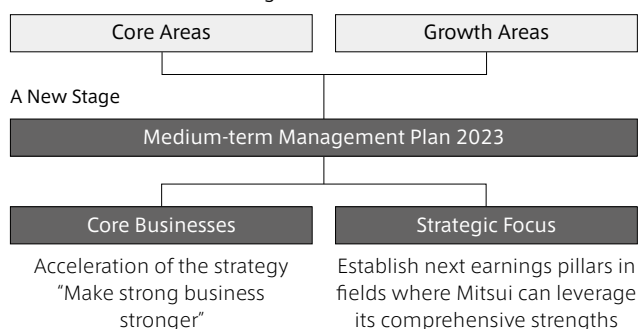 Core Areas
Growth Areas
A New Stage
Medium-term Management Plan 2023
Core Businesses
Strategic Focus
Acceleration of the strategy
“Make strong business
stronger”
Establish next earnings pillars in
fields where Mitsui can leverage
its comprehensive strengths